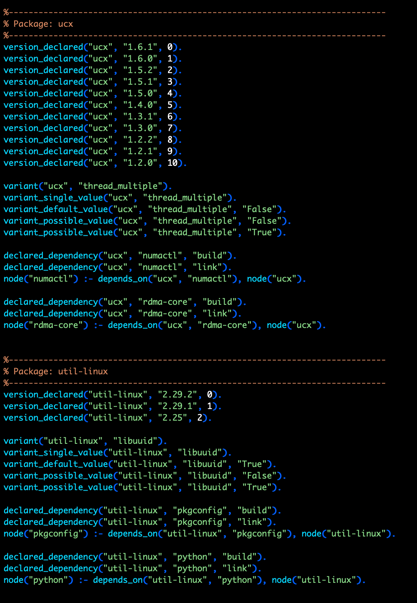 %-----------------------------------------------------------------------------
% Package: ucx
%-----------------------------------------------------------------------------
version_declared("ucx", "1.6.1", 0).
version_declared("ucx", "1.6.0", 1).
version_declared("ucx", "1.5.2", 2).
version_declared("ucx", "1.5.1", 3).
version_declared("ucx", "1.5.0", 4).
version_declared("ucx", "1.4.0", 5).
version_declared("ucx", "1.3.1", 6).
version_declared("ucx", "1.3.0", 7).
version_declared("ucx", "1.2.2", 8).
version_declared("ucx", "1.2.1", 9).
version_declared("ucx", "1.2.0", 10).
variant("ucx", "thread_multiple").
variant_single_value("ucx", "thread_multiple").
variant_default_value("ucx", "thread_multiple", "False").
variant_possible_value("ucx", "thread_multiple", "False").
variant_possible_value("ucx", "thread_multiple", "True").
declared_dependency("ucx", "numactl", "build").
declared_dependency("ucx", "numactl", "link").
node("numactl") :- depends_on("ucx", "numactl"), node("ucx").
declared_dependency("ucx", "rdma-core", "build").
declared_dependency("ucx", "rdma-core", "link").
node("rdma-core") :- depends_on("ucx", "rdma-core"), node("ucx").
%-----------------------------------------------------------------------------
% Package: util-linux
%-----------------------------------------------------------------------------
version_declared("util-linux", "2.29.2", 0).
version_declared("util-linux", "2.29.1", 1).
version_declared("util-linux", "2.25", 2).
variant("util-linux", "libuuid").
variant_single_value("util-linux", "libuuid").
variant_default_value("util-linux", "libuuid", "True").
variant_possible_value("util-linux", "libuuid", "False").
variant_possible_value("util-linux", "libuuid", "True").
declared_dependency("util-linux", "pkgconfig", "build").
declared_dependency("util-linux", "pkgconfig", "link").
node("pkgconfig") :- depends_on("util-linux", "pkgconfig"), node("util-linux").
declared_dependency("util-linux", "python", "build").
declared_dependency("util-linux", "python", "link").
node("python") :- depends_on("util-linux", "python"), node("util-linux").